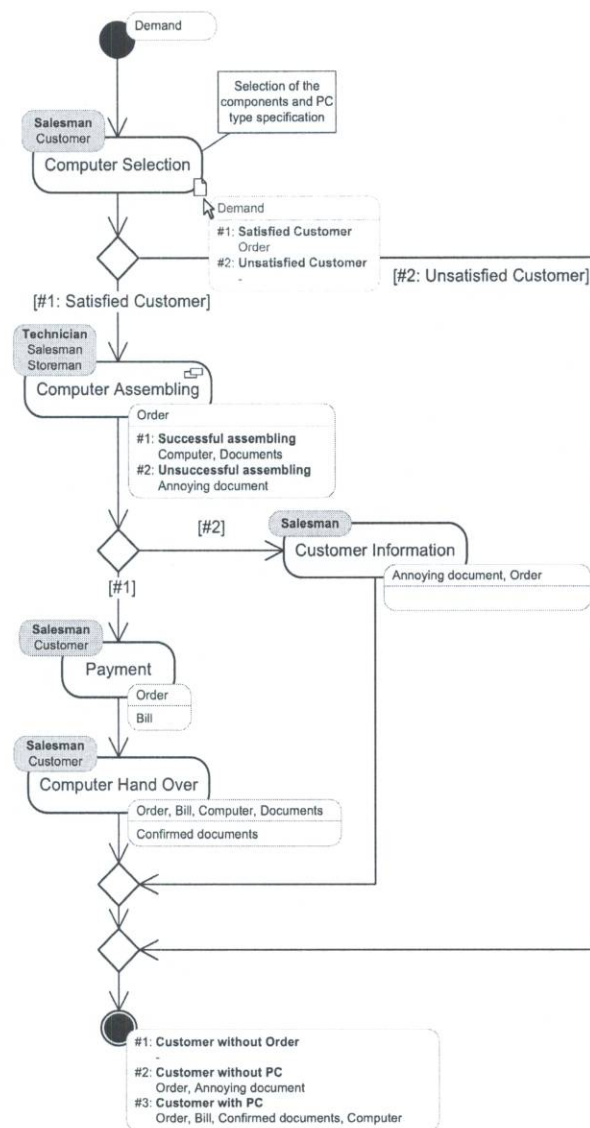 Demand
Selection of the
components and PC
type specification
Salesman
Customer
Computer Selection
Demand
#1: Satisfied Customer
Order
#2: Unsatisfied Customer
-
[#2: Unsatisfied Customer]
[#1: Satisfied Customer]
Technician
Salesman
Storeman
Computer Assembling
Order
#1: Successful assembling
Computer, Documents
#2: Unsuccessful assembling
Annoying document
[#2]
Salesman
Customer Information
Annoying document, Order
[#1]
Salesman
Customer
Payment
Order
Bill
Salesman
Customer
Computer Hand Over
Order, Bill, Computer, Documents
Confirmed documents
#1: Customer without Order
-
#2: Customer without PC
Order, Annoying document
#3: Customer with PC
Order, Bill, Confirmed documents, Computer